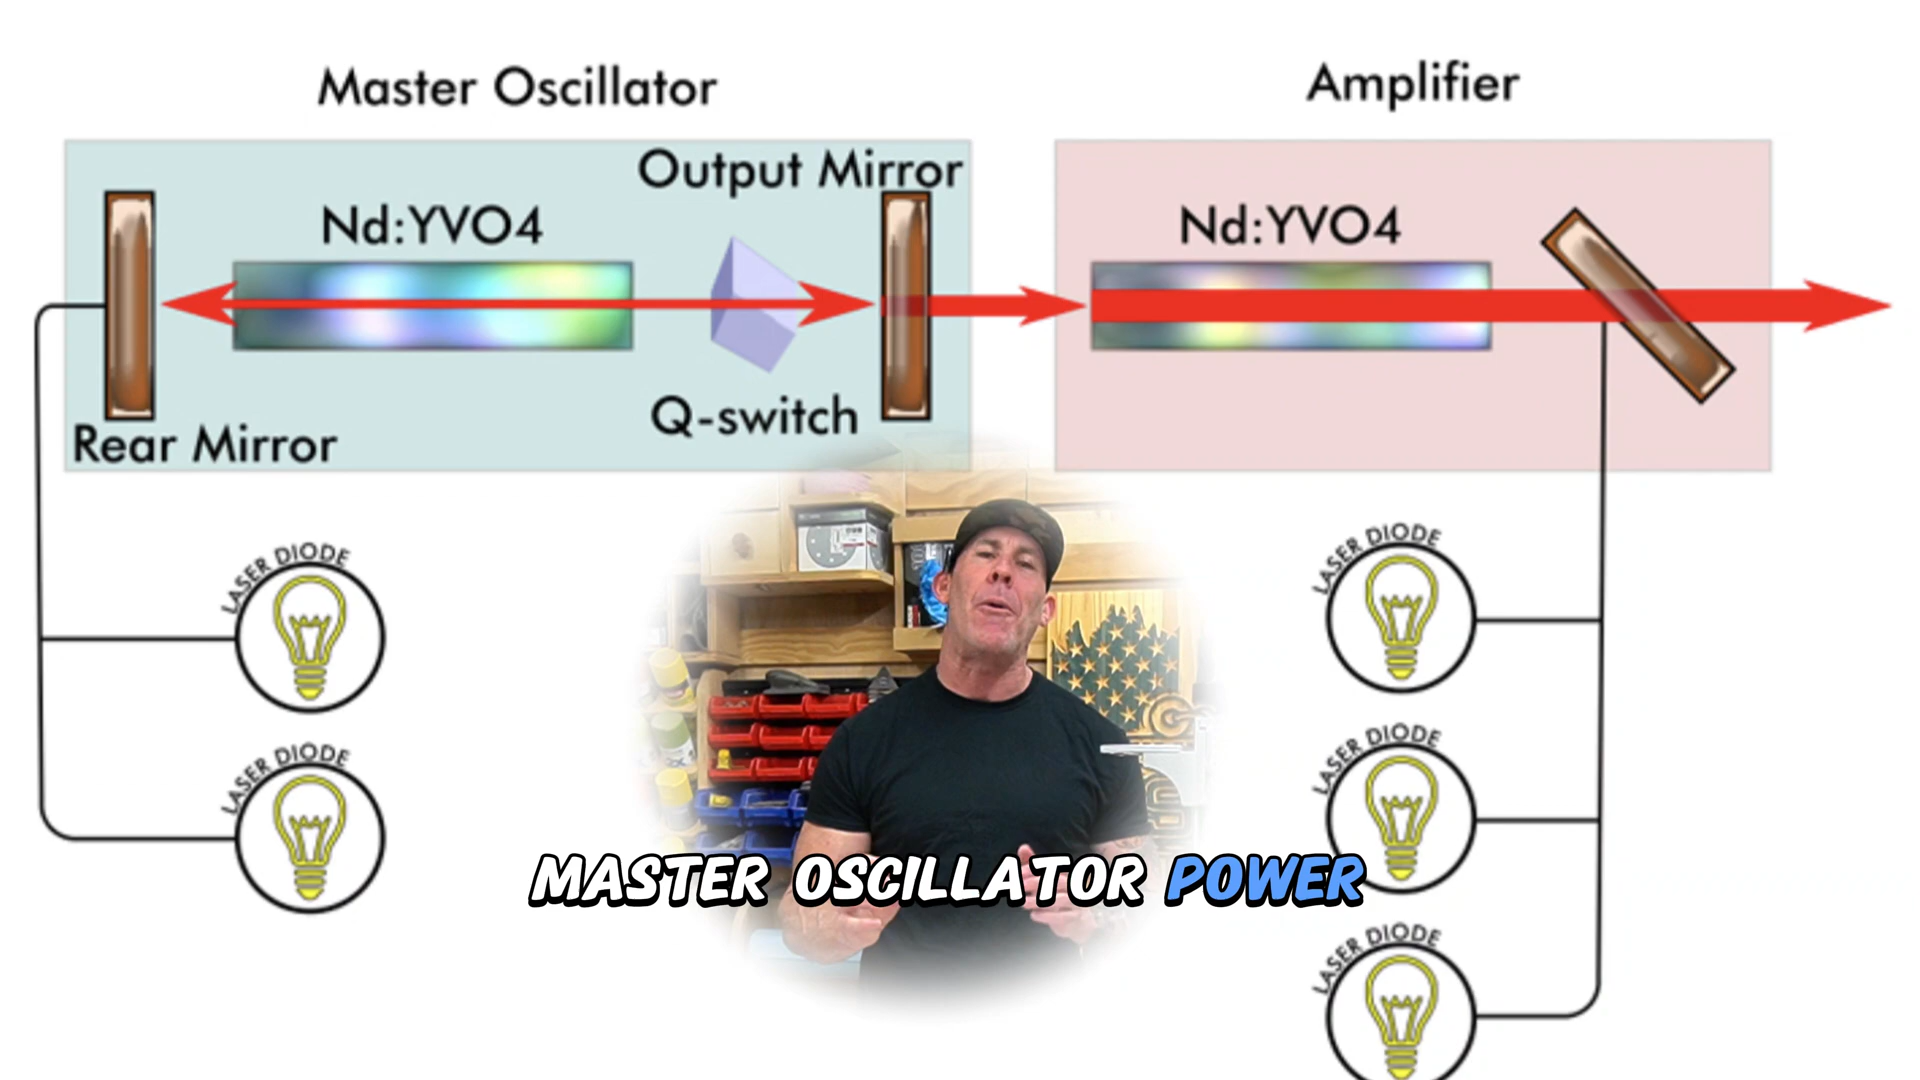 Master Oscillator
Amplifier
Output Mirror
Nd:YVO4
Nd:YVO4
Q-switch
Rear Mirror
LASER DIODE
LASER DIODE
LASER DIODE
LASER DIODE
LASER DIODE
MASTER OSCILLATOR POWER